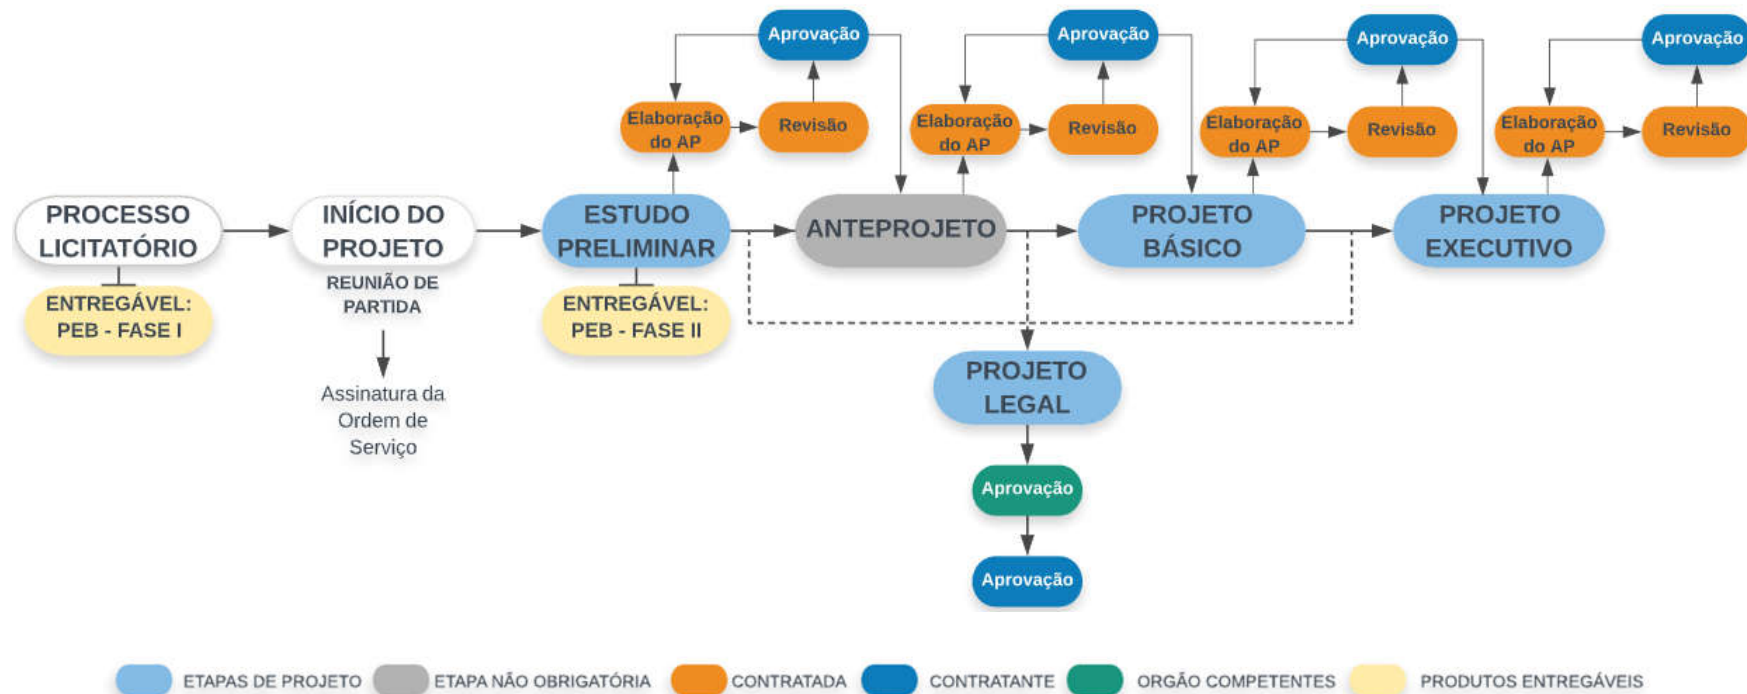 Aprovação
Aprovação
Aprovação
Aprovação
Elaboração
do AP
Revisão
Elaboração
do AP
Revisão
Elaboração
do AP
Revisão
Elaboração
do AP
Revisão
PROCESSO
LICITATÓRIO
INÍCIO DO
PROJETO
ESTUDO
PRELIMINAR
ANTEPROJETO
PROJETO
BÁSICO
PROJETO
EXECUTIVO
ENTREGÁVEL:
PEB - FASE I
REUNIÃO DE
PARTIDA
ENTREGÁVEL:
PEB - FASE II
Assinatura da
Ordem de
Serviço
PROJETO
LEGAL
Aprovação
Aprovação
ETAPAS DE PROJETO
ETAPA NÃO OBRIGATÓRIA
CONTRATADA
CONTRATANTE
ORGÃO COMPETENTES
PRODUTOS ENTREGÁVEIS